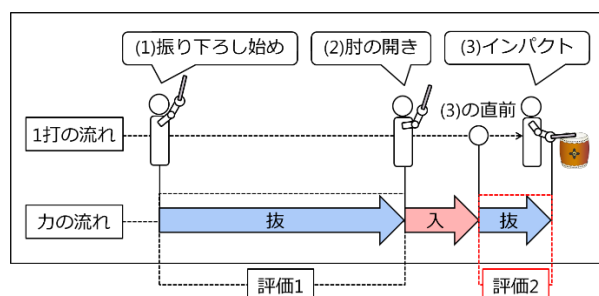 (1)振り下ろし始め
(2)肘の開き
(3)インパクト
1打の流れ
(3)の直前
力の流れ
抜
入
抜
評価1
評価2